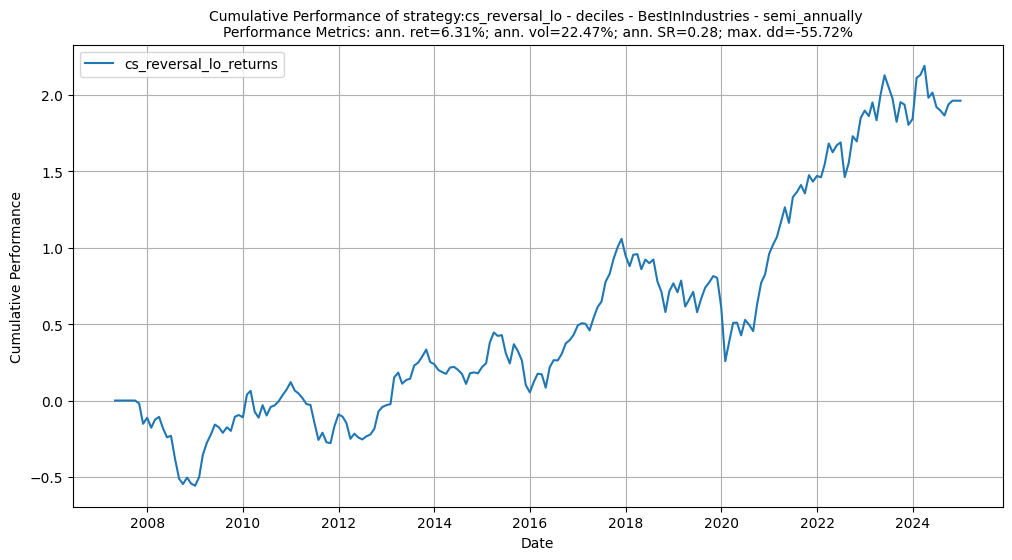 Cumulative Performance of strategy:cs_reversal_lo - deciles - BestInIndustries - semi_annually
Performance Metrics: ann. ret=6.31%; ann. vol=22.47%; ann. SR=0.28; max. dd=-55.72%
cs_reversal_lo_returns
Cumulative Performance
2.0
1.5
1.0
0.5
0.0
−0.5
2008 2010 2012 2014 2016 2018 2020 2022 2024
Date